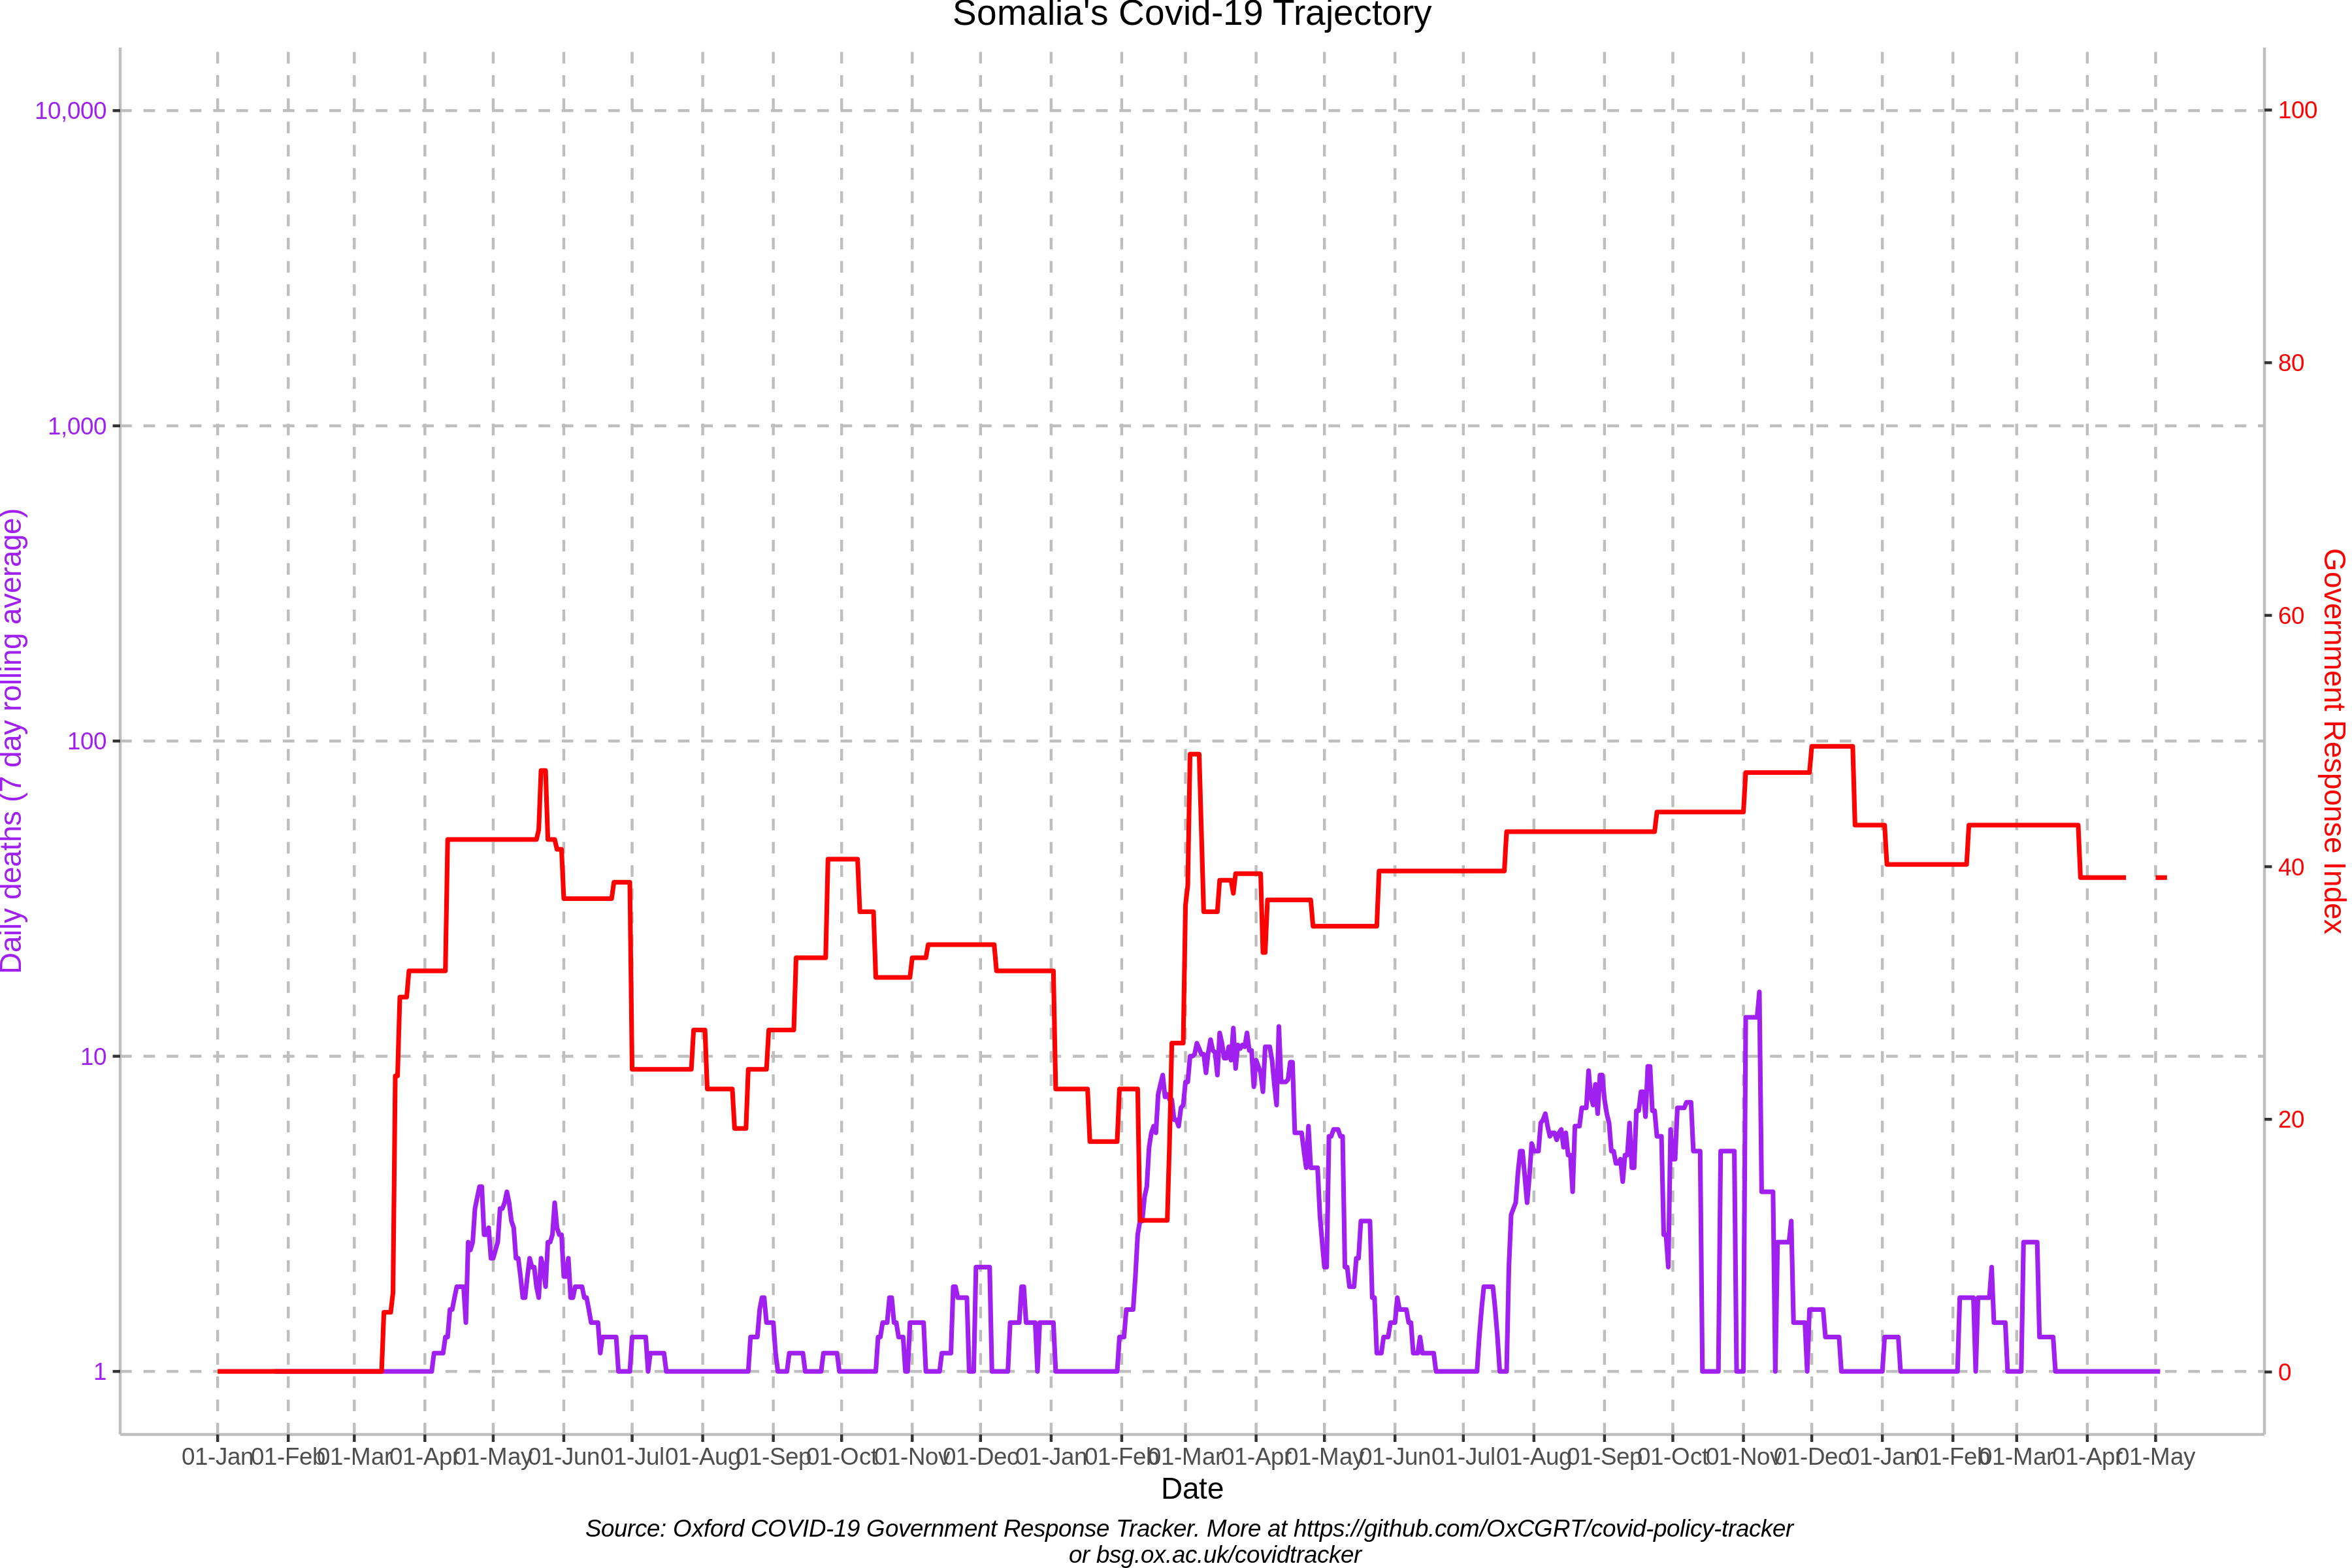 Somalia's Covid-19 Trajectory
10,000
1,000
100
10
1
Daily deaths (7 day rolling average)
100
80
60
40
20
0
Government Response Index
01-Jan 01-Feb 01-Mar 01-Apr 01-May 01-Jun 01-Jul 01-Aug 01-Sep 01-Oct 01-Nov 01-Dec 01-Jan 01-Feb 01-Mar 01-Apr 01-May 01-Jun 01-Jul 01-Aug 01-Sep 01-Oct 01-Nov 01-Dec 01-Jan 01-Feb 01-Mar 01-Apr 01-May
Date
Source: Oxford COVID-19 Government Response Tracker. More at https://github.com/OxCGRT/covid-policy-tracker
or bsg.ox.ac.uk/covidtracker